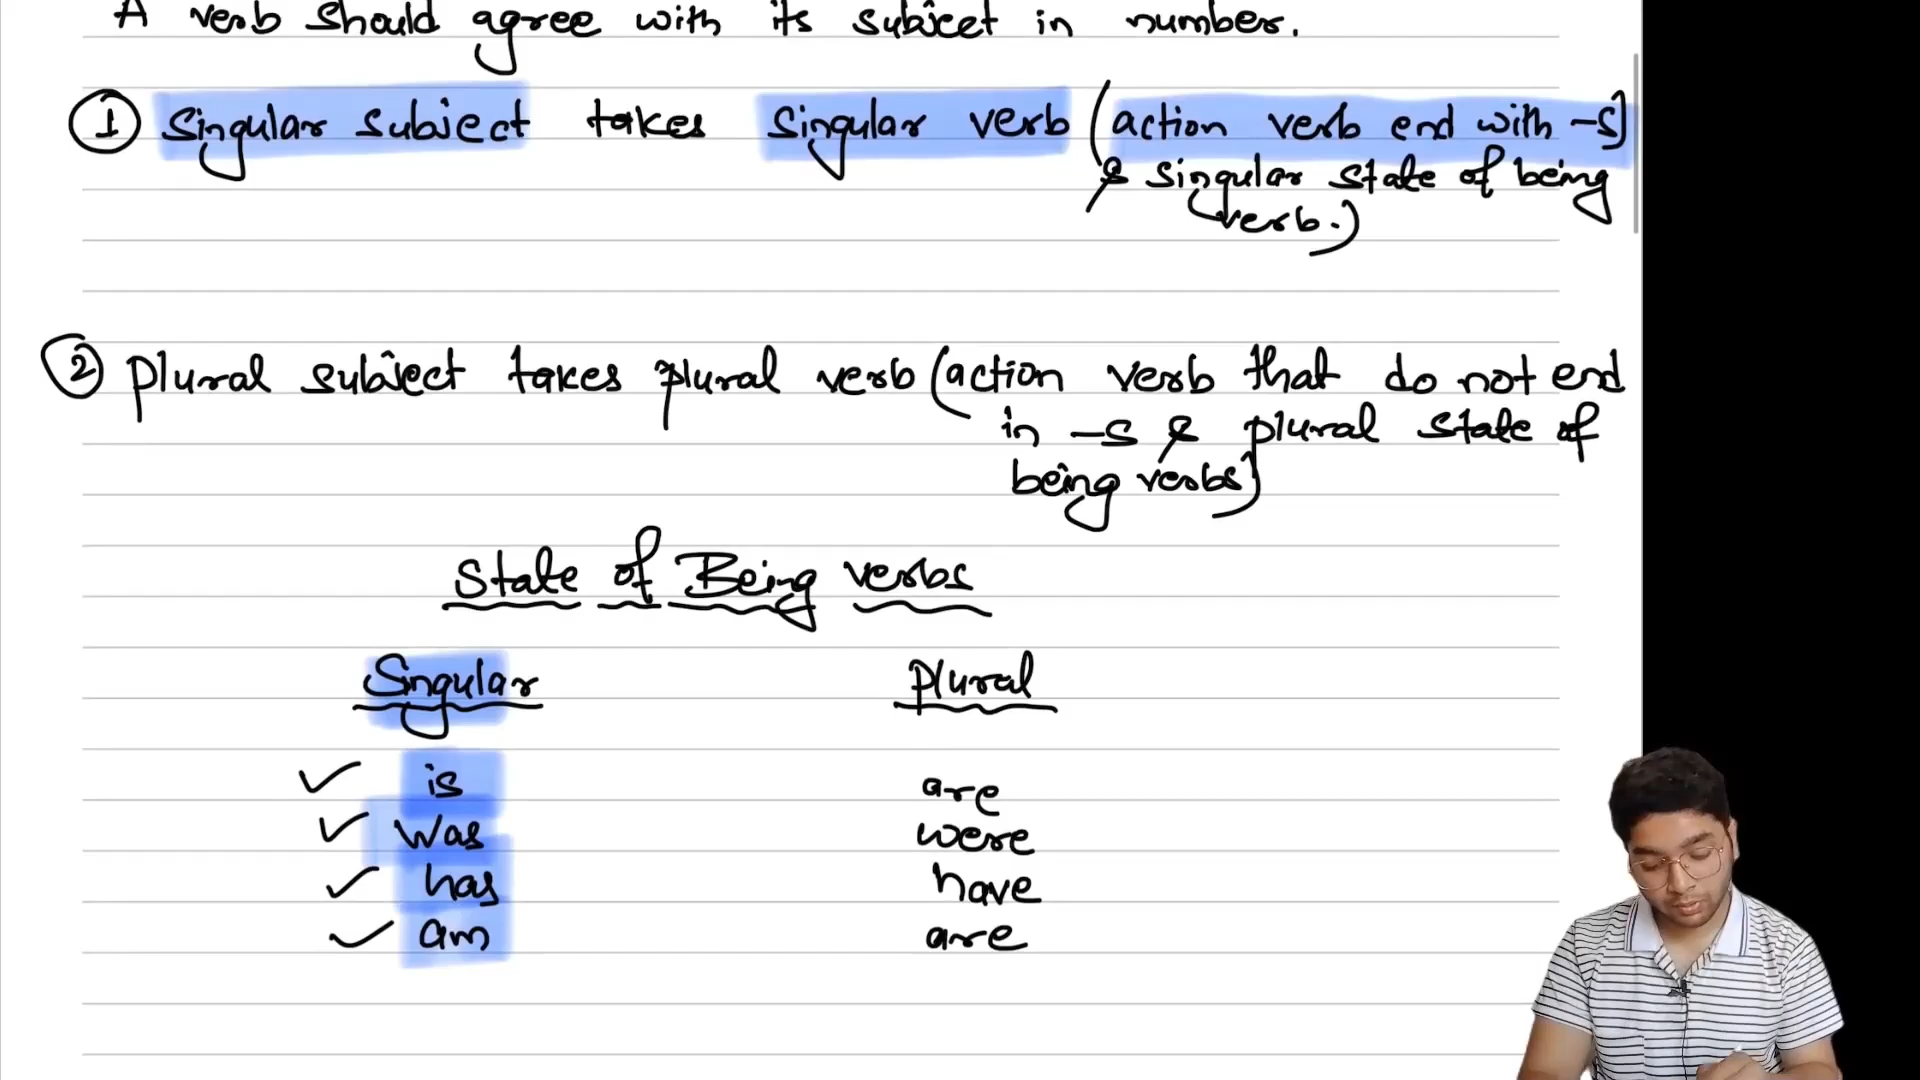 A verb should agree with its subject in number.
① Singular subject takes singular verb (action verb end with -s)
& singular state of being
verb.)
② plural subject takes plural verb (action verb that do not end
in -s & plural state of
being verbs)
State of Being verbs
Singular plural
is are
was were
has have
am are